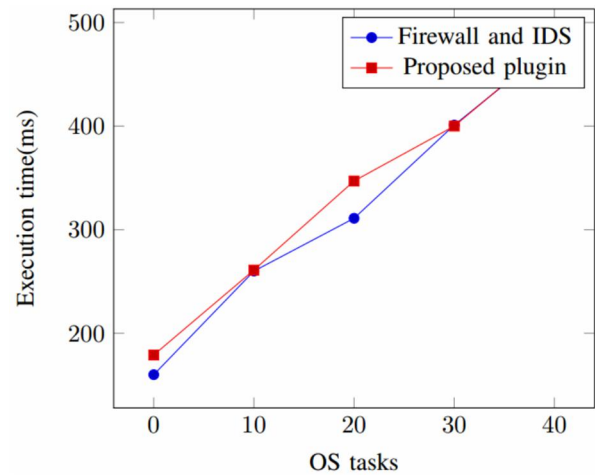 500
400
300
200
0 10 20 30 40
Execution time(ms)
OS tasks
Firewall and IDS
Proposed plugin